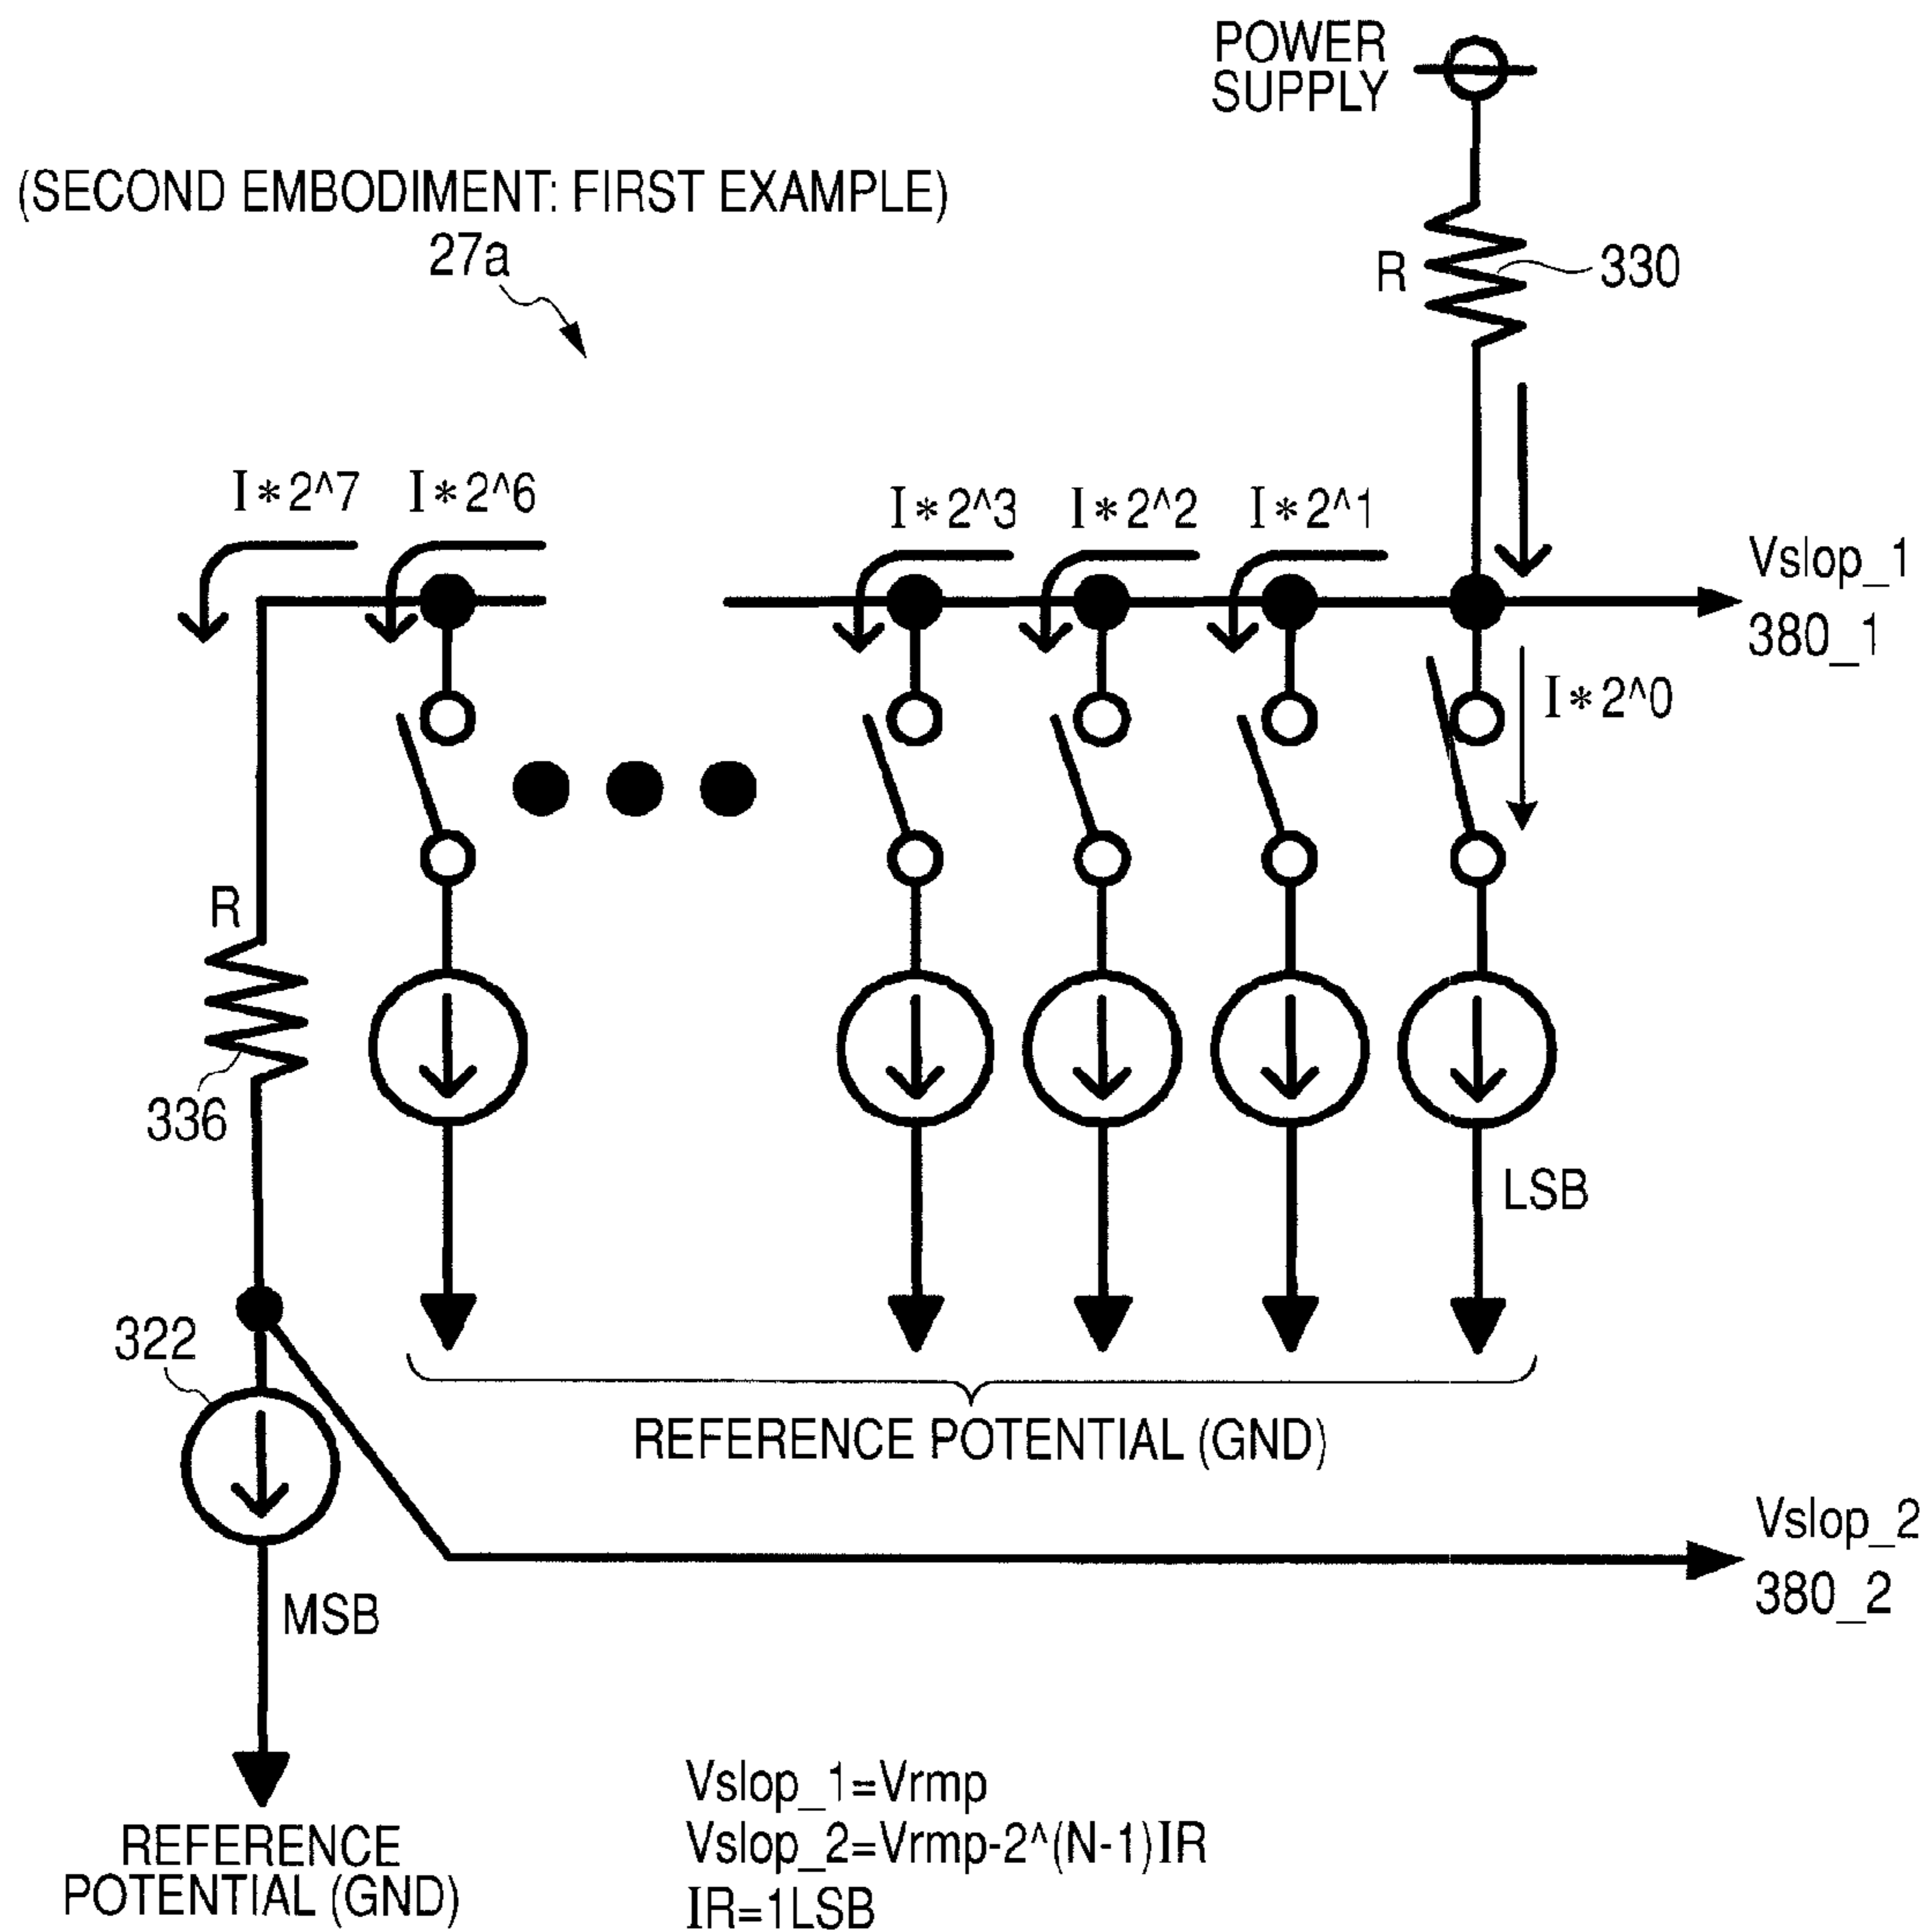 POWER
SUPPLY
(SECOND EMBODIMENT: FIRST EXAMPLE)
27a
R
330
I*2^7
I*2^6
I*2^3
I*2^2
I*2^1
Vslop_1
380_1
I*2^0
R
336
LSB
322
REFERENCE POTENTIAL (GND)
Vslop_2
380_2
MSB
REFERENCE
POTENTIAL (GND)
Vslop_1=Vrmp
Vslop_2=Vrmp-2^(N-1)IR
IR=1LSB